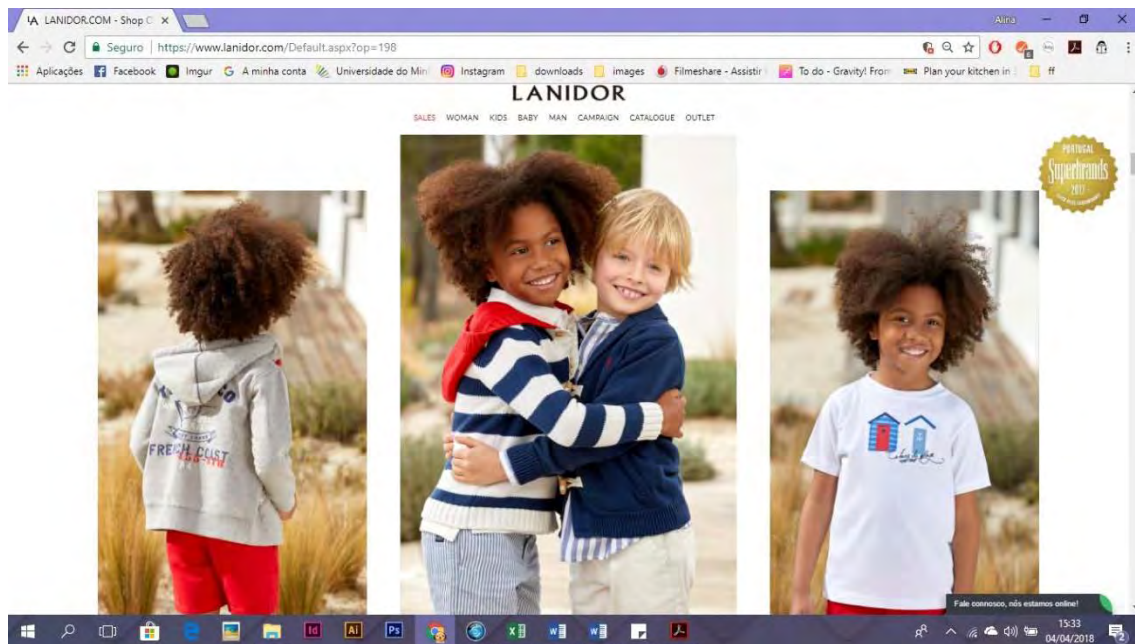 LANIDOR.COM - Shop O
Alina
Seguro | https://www.lanidor.com/Default.aspx?op=198
Aplicações Facebook Imgur A minha conta Universidade do Min Instagram downloads images Filmeshare - Assistir To do - Gravity! From Plan your kitchen in ff
LANIDOR
SALES WOMAN KIDS BABY MAN CAMPAIGN CATALOGUE OUTLET
PORTUGAL
Superbrands
2017
FRENCH COAST
Fale connosco, nós estamos online!
15:33
04/04/2018